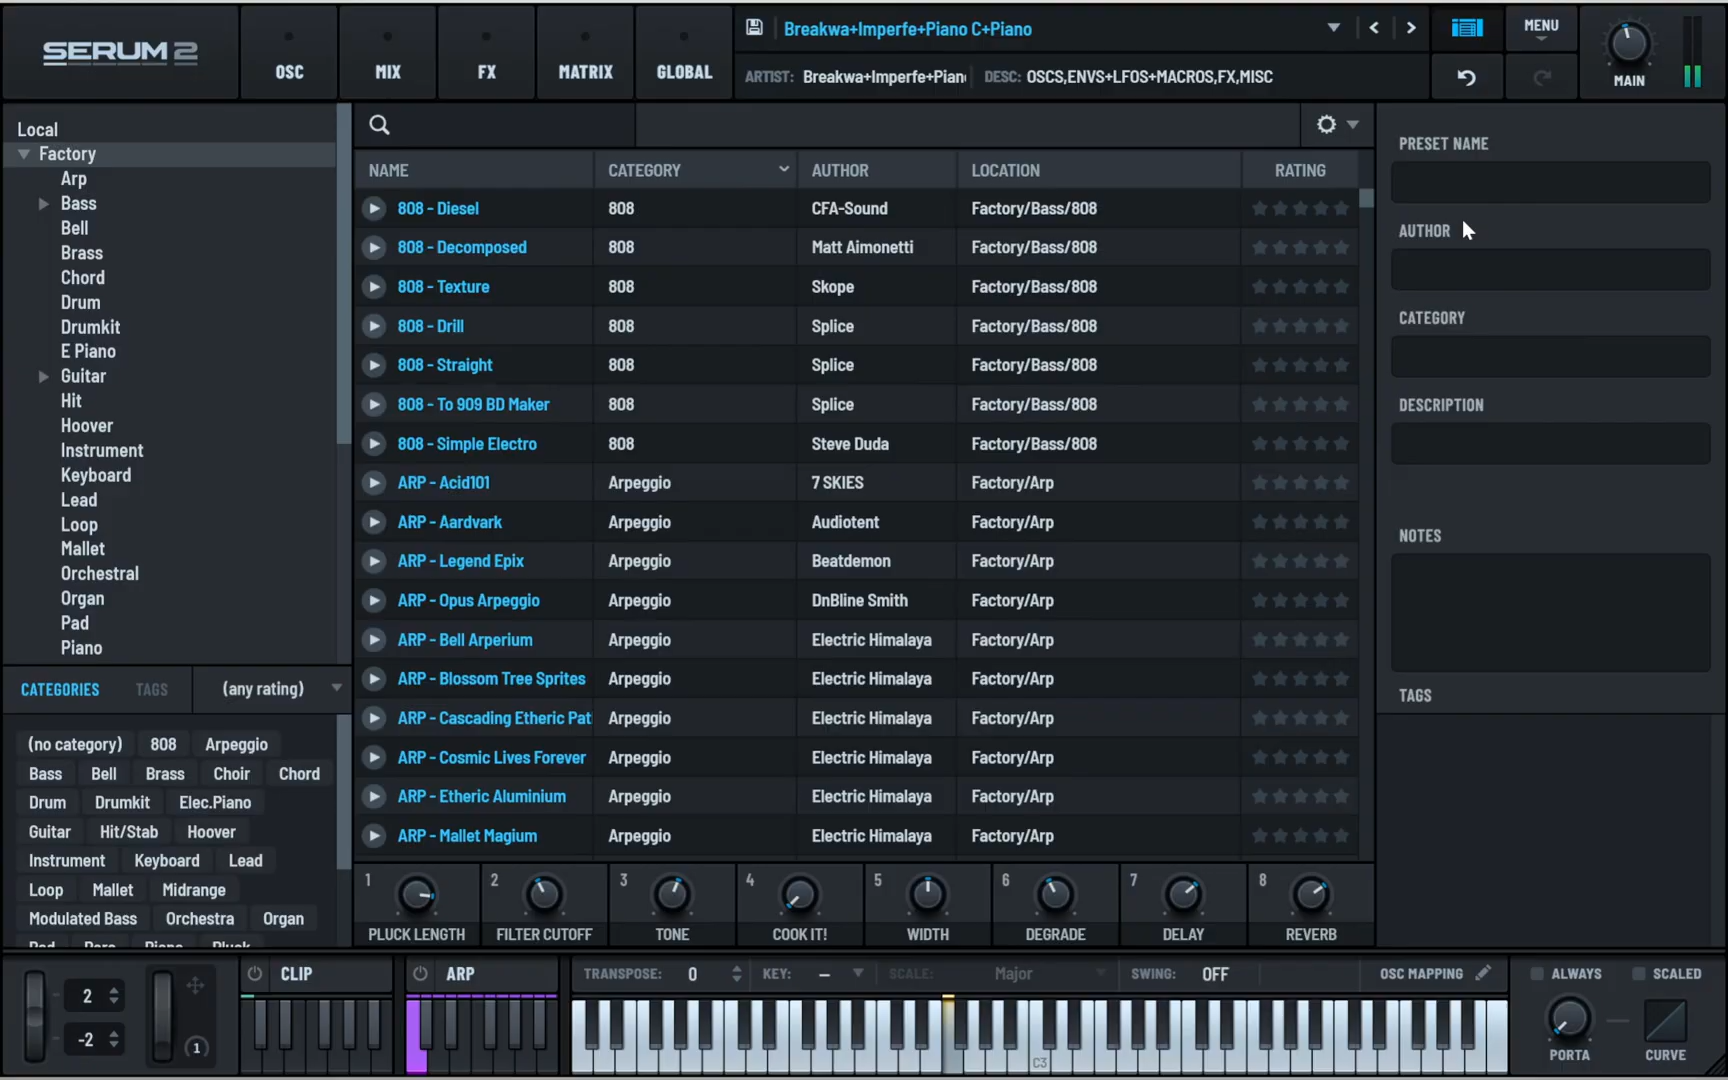 SERUM 2
OSC
MIX
FX
MATRIX
GLOBAL
Breakwa+Imperfe+Piano C+Piano
ARTIST: Breakwa+Imperfe+Pian
DESC: OSCS,ENVS+LFOS+MACROS,FX,MISC
MENU
MAIN
Local
Factory
Arp
Bass
Bell
Brass
Chord
Drum
Drumkit
E Piano
Guitar
Hit
Hoover
Instrument
Keyboard
Lead
Loop
Mallet
Orchestral
Organ
Pad
Piano
CATEGORIES TAGS (any rating)
(no category) 808 Arpeggio
Bass Bell Brass Choir Chord
Drum Drumkit Elec.Piano
Guitar Hit/Stab Hoover
Instrument Keyboard Lead
Loop Mallet Midrange
Modulated Bass Orchestra Organ
Pad Perc Piano Pluck
NAME CATEGORY AUTHOR LOCATION RATING
808 - Diesel 808 CFA-Sound Factory/Bass/808
808 - Decomposed 808 Matt Aimonetti Factory/Bass/808
808 - Texture 808 Skope Factory/Bass/808
808 - Drill 808 Splice Factory/Bass/808
808 - Straight 808 Splice Factory/Bass/808
808 - To 909 BD Maker 808 Splice Factory/Bass/808
808 - Simple Electro 808 Steve Duda Factory/Bass/808
ARP - Acid101 Arpeggio 7 SKIES Factory/Arp
ARP - Aardvark Arpeggio Audiotent Factory/Arp
ARP - Legend Epix Arpeggio Beatdemon Factory/Arp
ARP - Opus Arpeggio Arpeggio DnBline Smith Factory/Arp
ARP - Bell Arperium Arpeggio Electric Himalaya Factory/Arp
ARP - Blossom Tree Sprites Arpeggio Electric Himalaya Factory/Arp
ARP - Cascading Etheric Pat Arpeggio Electric Himalaya Factory/Arp
ARP - Cosmic Lives Forever Arpeggio Electric Himalaya Factory/Arp
ARP - Etheric Aluminium Arpeggio Electric Himalaya Factory/Arp
ARP - Mallet Magium Arpeggio Electric Himalaya Factory/Arp
PRESET NAME
AUTHOR
CATEGORY
DESCRIPTION
NOTES
TAGS
1 2 3 4 5 6 7 8
PLUCK LENGTH FILTER CUTOFF TONE COOK IT! WIDTH DEGRADE DELAY REVERB
2
-2
1
CLIP
ARP
TRANSPOSE: 0 KEY: – SCALE: Major SWING: OFF OSC MAPPING
C3
ALWAYS SCALED
PORTA CURVE